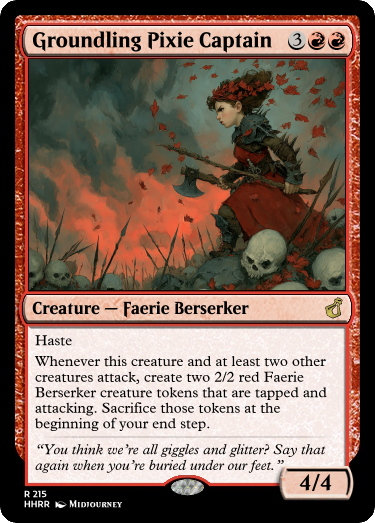 Groundling Pixie Captain 3
Creature — Faerie Berserker
Haste
Whenever this creature and at least two other
creatures attack, create two 2/2 red Faerie
Berserker creature tokens that are tapped and
attacking. Sacrifice those tokens at the
beginning of your end step.
“You think we’re all giggles and glitter? Say that
again when you’re buried under our feet.”
4/4
R 215
HHRR Midjourney